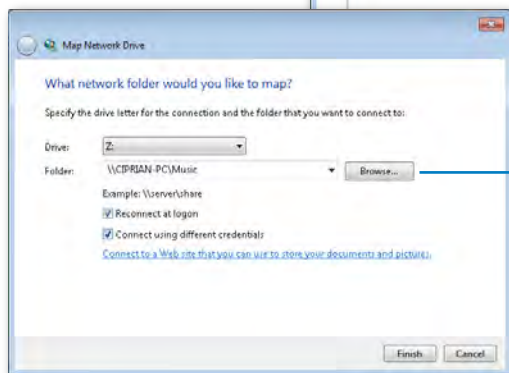 Map Network Drive
What network folder would you like to map?
Specify the drive letter for the connection and the folder that you want to connect to:
Drive: Z:
Folder: \\CIPRIAN-PC\Music Browse...
Example: \\server\share
Reconnect at logon
Connect using different credentials
Connect to a Web site that you can use to store your documents and pictures.
Finish Cancel